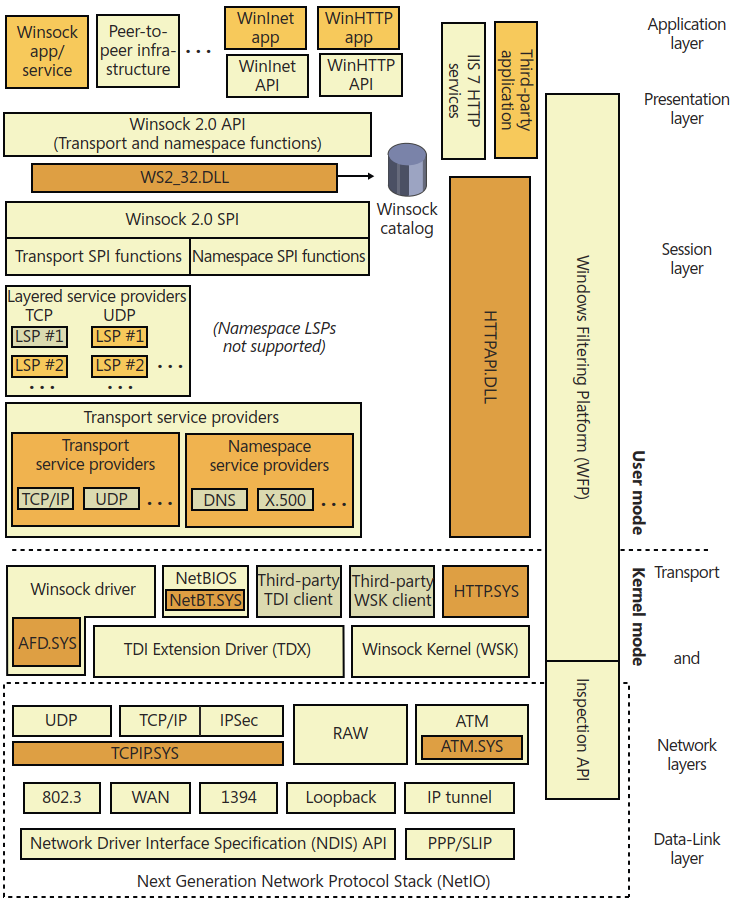 Winsock
app/
service
Peer-to-
peer infra-
structure
...
WinInet
app
WinInet
API
WinHTTP
app
WinHTTP
API
IIS 7 HTTP
services
Third-party
application
Application
layer
Presentation
layer
Winsock 2.0 API
(Transport and namespace functions)
WS2_32.DLL
Winsock
catalog
Winsock 2.0 SPI
Transport SPI functions
Namespace SPI functions
Session
layer
Layered service providers
TCP
UDP
LSP #1
LSP #1
LSP #2
LSP #2
...
...
...
(Namespace LSPs
not supported)
HTTPAPI.DLL
Windows Filtering Platform (WFP)
Transport service providers
Transport
service providers
TCP/IP
UDP
...
Namespace
service providers
DNS
X.500
...
User mode
Kernel mode
Winsock driver
AFD.SYS
NetBIOS
NetBT.SYS
Third-party
TDI client
Third-party
WSK client
HTTP.SYS
Transport
TDI Extension Driver (TDX)
Winsock Kernel (WSK)
and
Inspection API
UDP
TCP/IP
IPSec
TCPIP.SYS
RAW
ATM
ATM.SYS
Network
layers
802.3
WAN
1394
Loopback
IP tunnel
Network Driver Interface Specification (NDIS) API
PPP/SLIP
Data-Link
layer
Next Generation Network Protocol Stack (NetIO)